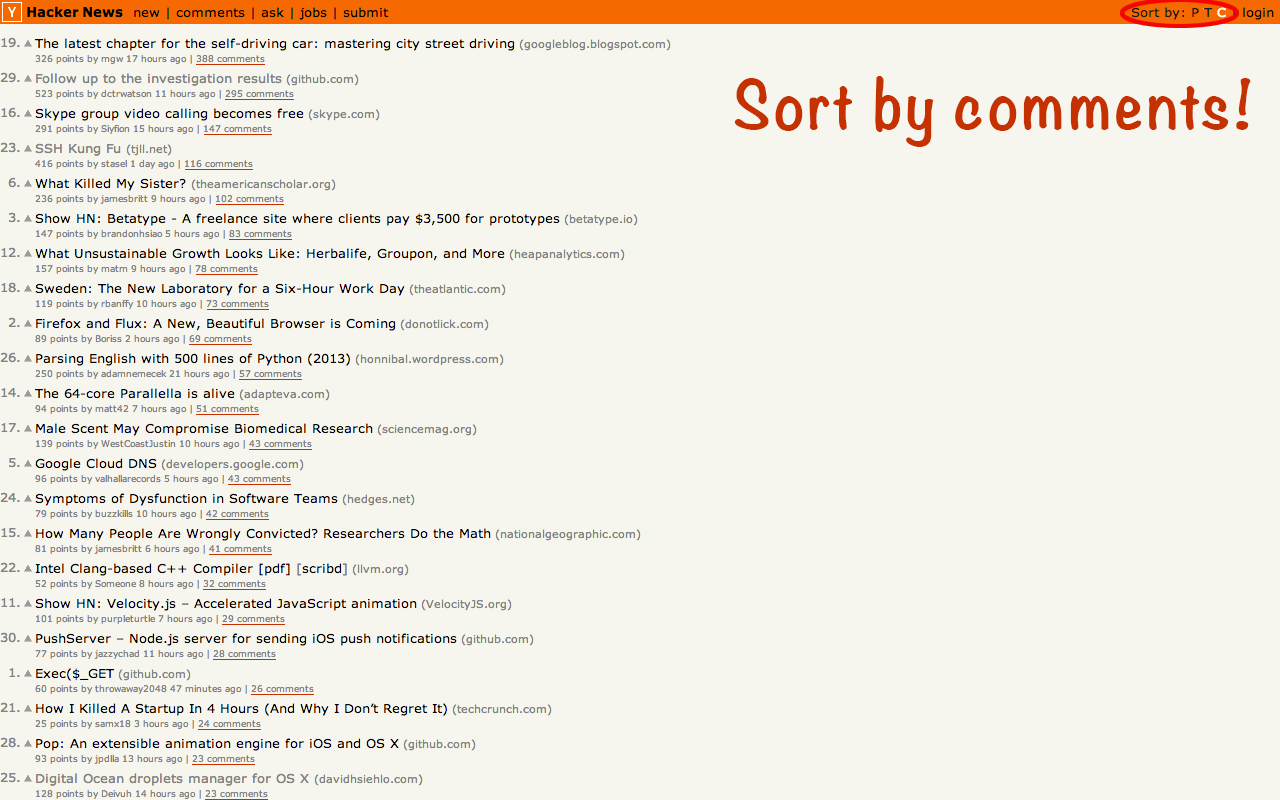 Y Hacker News new | comments | ask | jobs | submit Sort by: P T C login
19. The latest chapter for the self-driving car: mastering city street driving (googleblog.blogspot.com)
326 points by mgw 17 hours ago | 388 comments
29. Follow up to the investigation results (github.com)
523 points by dctrwatson 11 hours ago | 295 comments
Sort by comments!
16. Skype group video calling becomes free (skype.com)
291 points by Slyfion 15 hours ago | 147 comments
23. SSH Kung Fu (tjll.net)
416 points by stasel 1 day ago | 116 comments
6. What Killed My Sister? (theamericanscholar.org)
236 points by jamesbritt 9 hours ago | 102 comments
3. Show HN: Betatype - A freelance site where clients pay $3,500 for prototypes (betatype.io)
147 points by brandonhsiao 5 hours ago | 83 comments
12. What Unsustainable Growth Looks Like: Herbalife, Groupon, and More (heapanalytics.com)
157 points by matm 9 hours ago | 78 comments
18. Sweden: The New Laboratory for a Six-Hour Work Day (theatlantic.com)
119 points by rbanffy 10 hours ago | 73 comments
2. Firefox and Flux: A New, Beautiful Browser is Coming (donotlick.com)
89 points by Boriss 2 hours ago | 69 comments
26. Parsing English with 500 lines of Python (2013) (honnibal.wordpress.com)
250 points by adamnemecek 21 hours ago | 57 comments
14. The 64-core Parallella is alive (adapteva.com)
94 points by matt42 7 hours ago | 51 comments
17. Male Scent May Compromise Biomedical Research (sciencemag.org)
139 points by WestCoastJustin 10 hours ago | 43 comments
5. Google Cloud DNS (developers.google.com)
96 points by valhallarecords 5 hours ago | 43 comments
24. Symptoms of Dysfunction in Software Teams (hedges.net)
79 points by buzzkills 10 hours ago | 42 comments
15. How Many People Are Wrongly Convicted? Researchers Do the Math (nationalgeographic.com)
81 points by jamesbritt 6 hours ago | 41 comments
22. Intel Clang-based C++ Compiler [pdf] [scribd] (llvm.org)
52 points by Someone 8 hours ago | 32 comments
11. Show HN: Velocity.js – Accelerated JavaScript animation (VelocityJS.org)
101 points by purpleturtle 7 hours ago | 29 comments
30. PushServer – Node.js server for sending iOS push notifications (github.com)
77 points by jazzychad 11 hours ago | 28 comments
1. Exec($_GET (github.com)
60 points by throwaway2048 47 minutes ago | 26 comments
21. How I Killed A Startup In 4 Hours (And Why I Don’t Regret It) (techcrunch.com)
25 points by samx18 3 hours ago | 24 comments
28. Pop: An extensible animation engine for iOS and OS X (github.com)
93 points by jpdlla 13 hours ago | 23 comments
25. Digital Ocean droplets manager for OS X (davidhsiehlo.com)
128 points by Deivuh 14 hours ago | 23 comments